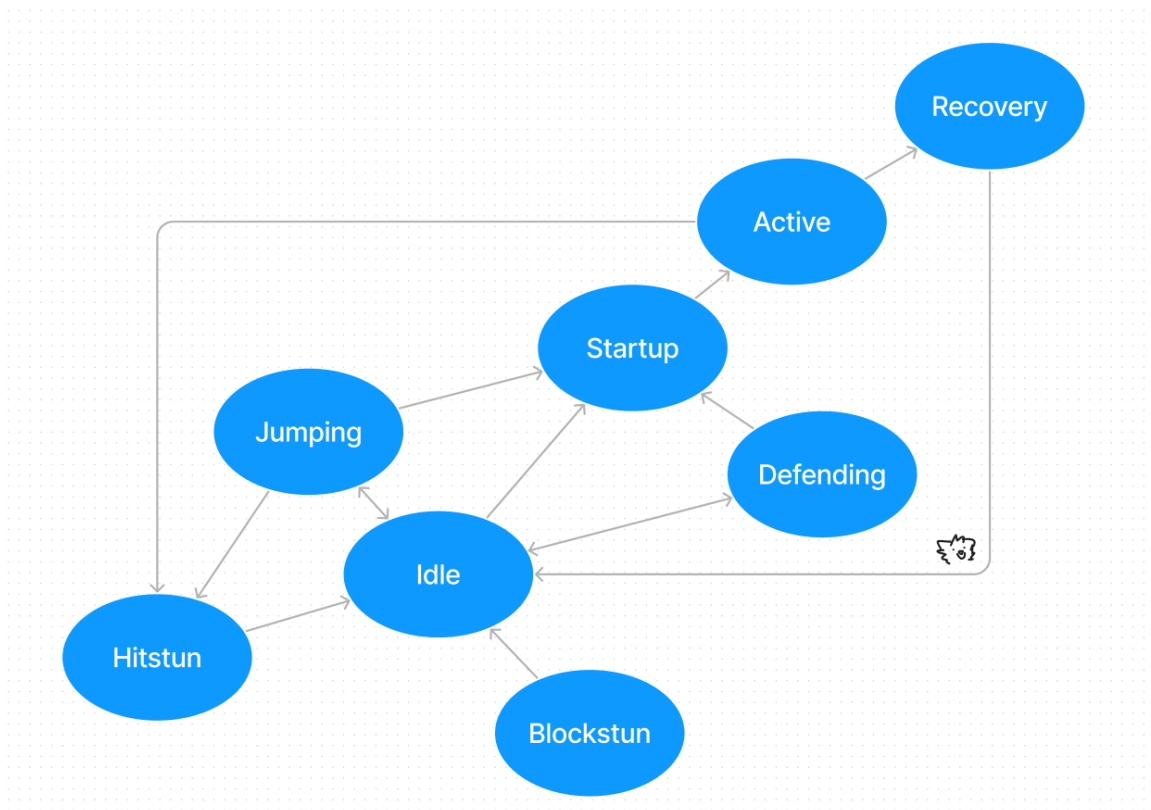 Recovery
Active
Startup
Jumping
Defending
Idle
Hitstun
Blockstun